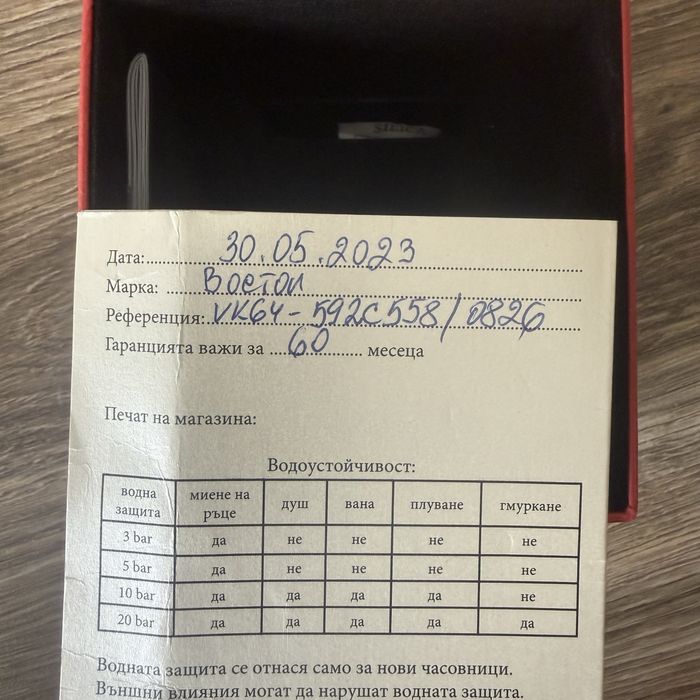 Дата: 30.05.2023
Марка: Восток
Референция: VK64-592C558/0826
Гаранцията важи за 60 месеца
Печат на магазина:
Водоустойчивост:
водна защита миене на ръце душ вана плуване гмуркане
3 bar да не не не не
5 bar да не не не не
10 bar да да да да не
20 bar да да да да да
Водната защита се отнася само за нови часовници.
Външни влияния могат да нарушат водната защита.